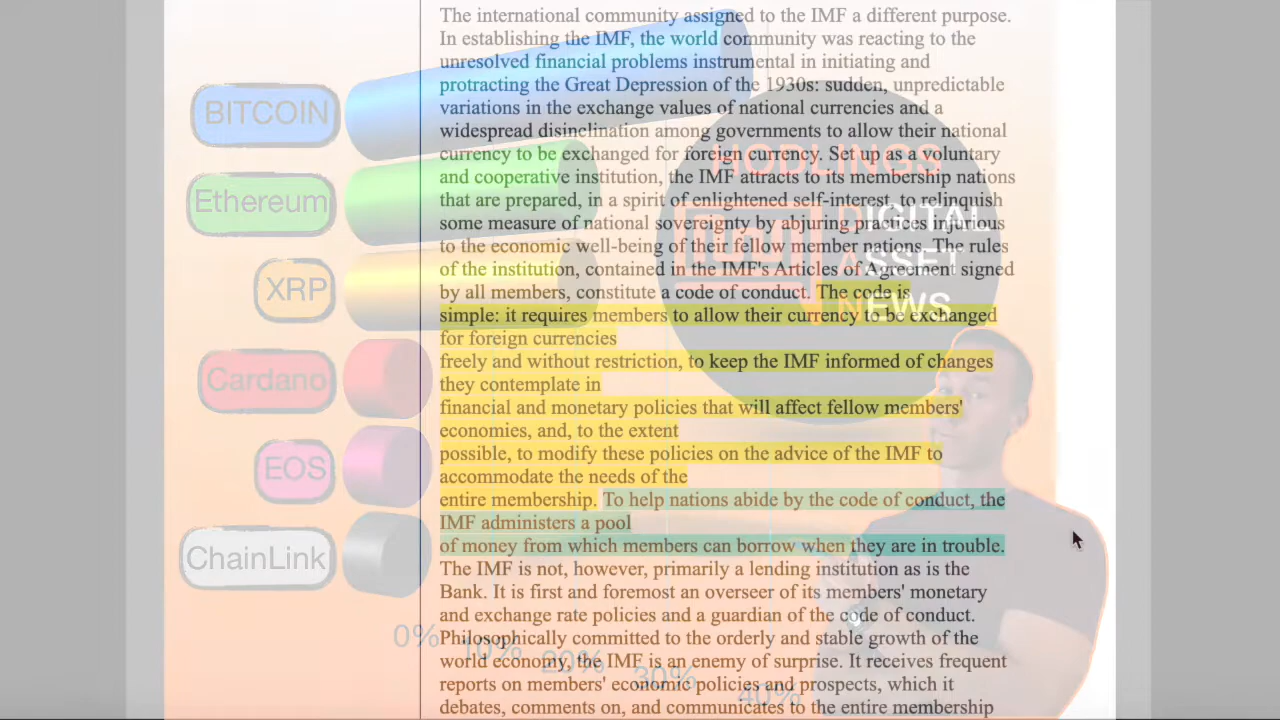 The international community assigned to the IMF a different purpose.
In establishing the IMF, the world community was reacting to the
unresolved financial problems instrumental in initiating and
protracting the Great Depression of the 1930s: sudden, unpredictable
variations in the exchange values of national currencies and a
widespread disinclination among governments to allow their national
currency to be exchanged for foreign currency. Set up as a voluntary
and cooperative institution, the IMF attracts to its membership nations
that are prepared, in a spirit of enlightened self-interest, to relinquish
some measure of national sovereignty by abjuring practices injurious
to the economic well-being of their fellow member nations. The rules
of the institution, contained in the IMF's Articles of Agreement signed
by all members, constitute a code of conduct. The code is
simple: it requires members to allow their currency to be exchanged
for foreign currencies
freely and without restriction, to keep the IMF informed of changes
they contemplate in
financial and monetary policies that will affect fellow members'
economies, and, to the extent
possible, to modify these policies on the advice of the IMF to
accommodate the needs of the
entire membership. To help nations abide by the code of conduct, the
IMF administers a pool
of money from which members can borrow when they are in trouble.
The IMF is not, however, primarily a lending institution as is the
Bank. It is first and foremost an overseer of its members' monetary
and exchange rate policies and a guardian of the code of conduct.
Philosophically committed to the orderly and stable growth of the
world economy, the IMF is an enemy of surprise. It receives frequent
reports on members' economic policies and prospects, which it
debates, comments on, and communicates to the entire membership
BITCOIN
Ethereum
XRP
Cardano
EOS
ChainLink
0%
10%
20%
30%
40%
HODLINGS
DIGITAL
ASSET
NEWS